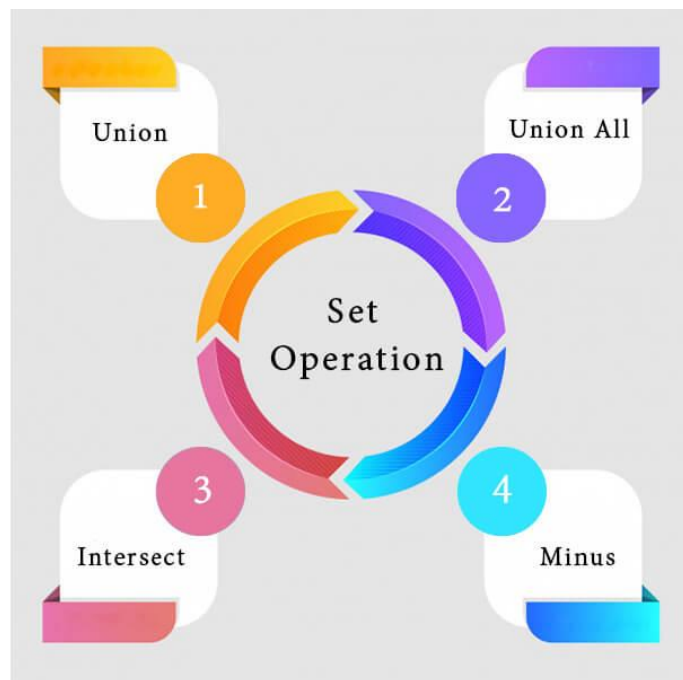 Union
1
Union All
2
Set
Operation
3
Intersect
4
Minus